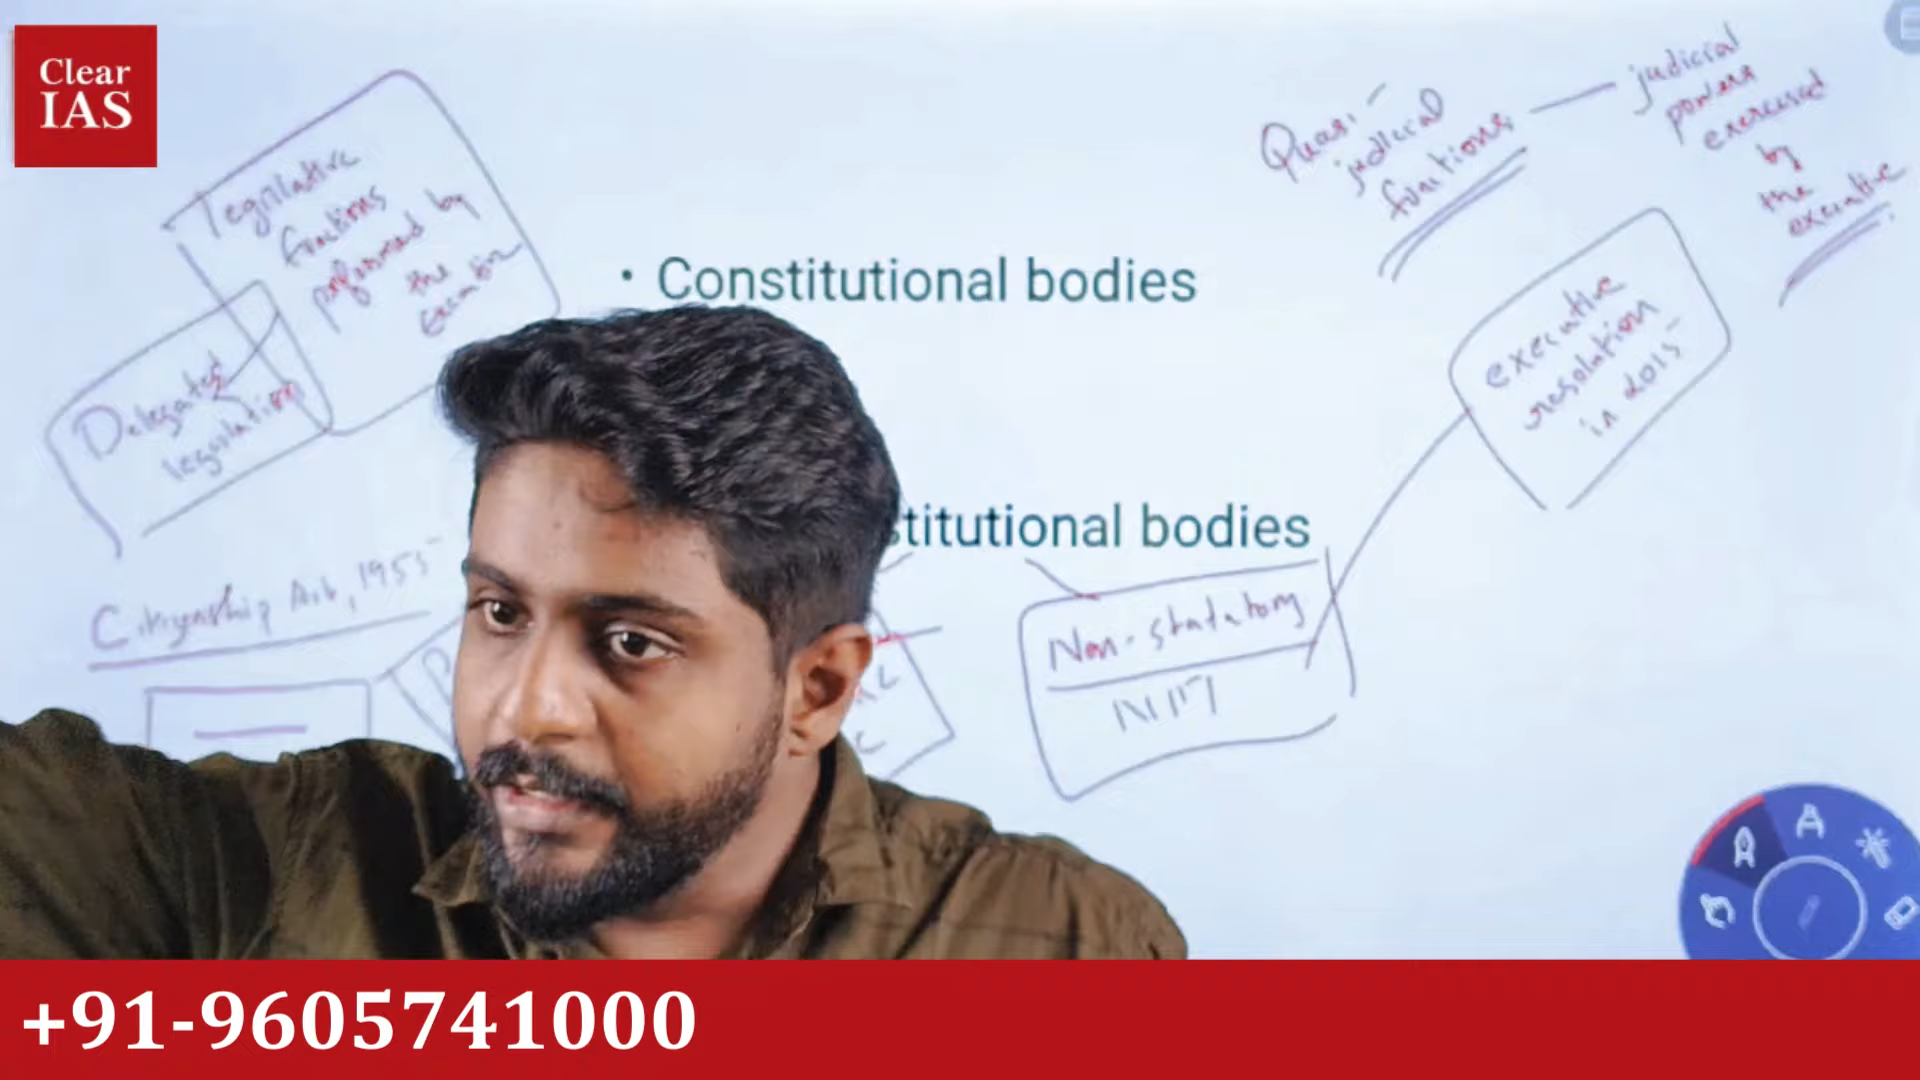 Clear
IAS
Legislative
functions
performed by
the
executive
Delegated
legislation
Quasi-
judicial
functions
judicial
powers
exercised
by
the
executive
• Constitutional bodies
executive
resolution
in 2015
stitutional bodies
Citizenship Act, 1955
Non-statutory
+91-9605741000